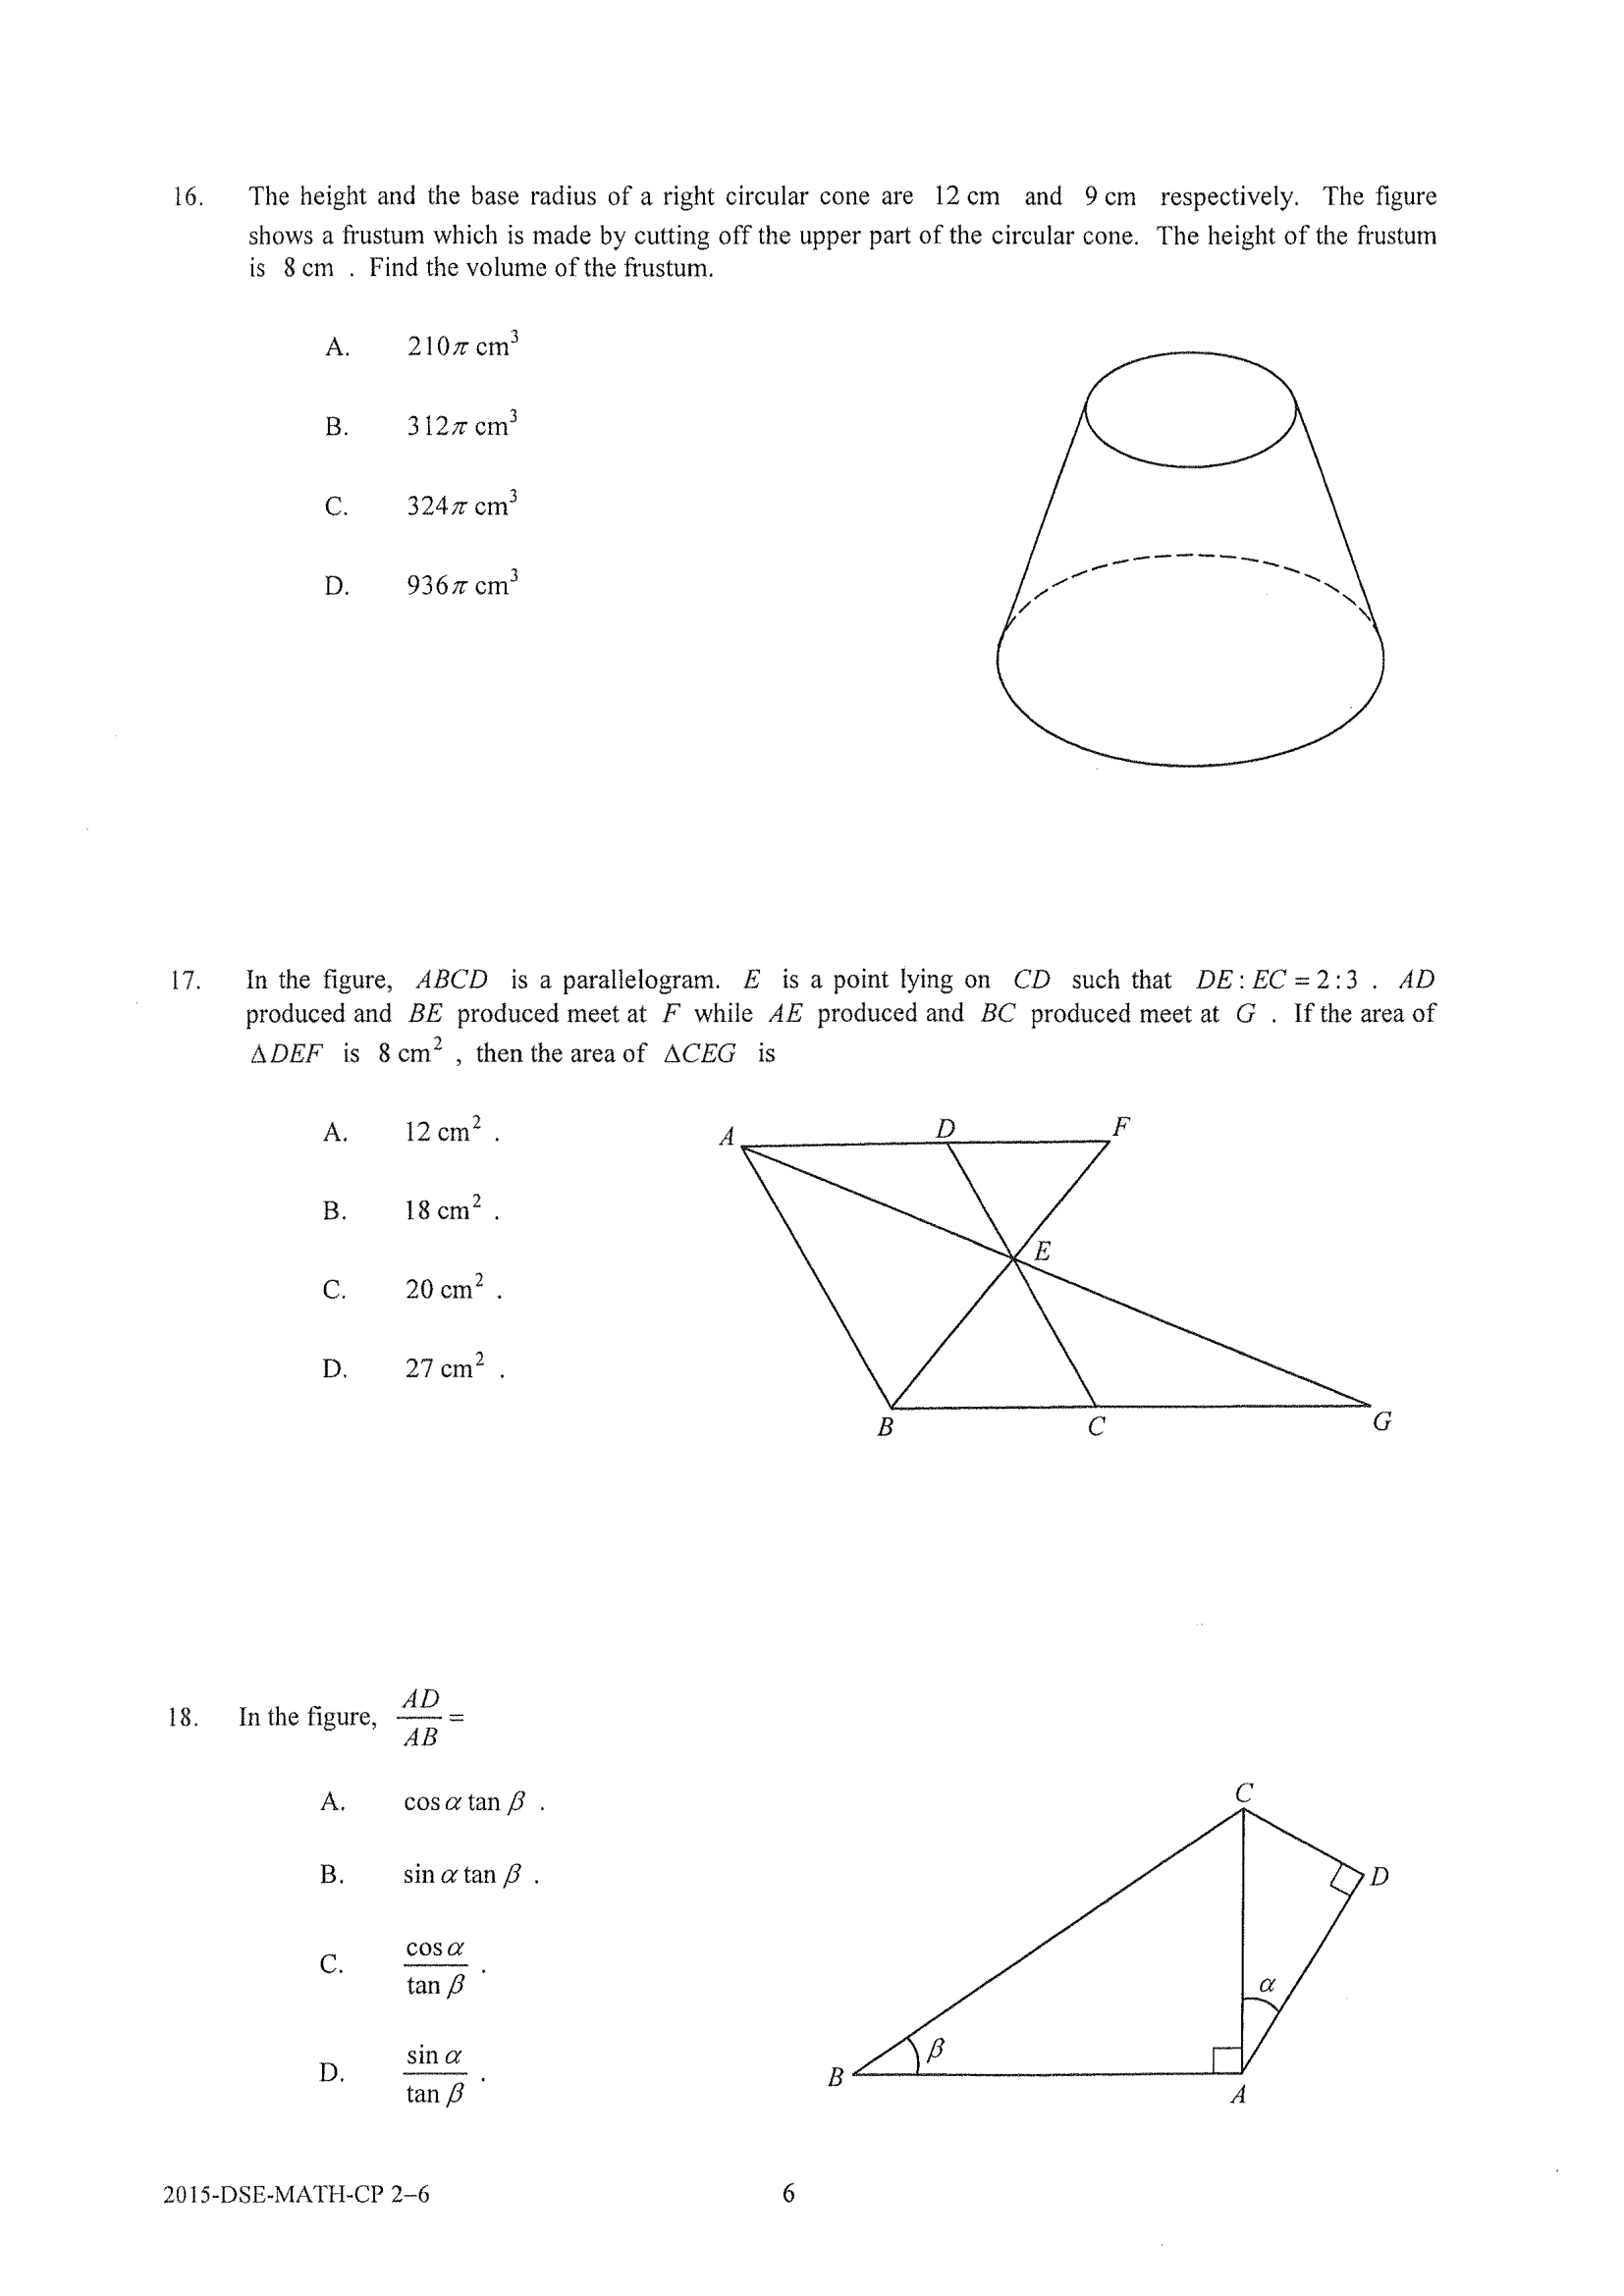 16. The height and the base radius of a right circular cone are 12 cm and 9 cm respectively. The figure
shows a frustum which is made by cutting off the upper part of the circular cone. The height of the frustum
is 8 cm . Find the volume of the frustum.
A. 210π cm³
B. 312π cm³
C. 324π cm³
D. 936π cm³
17. In the figure, ABCD is a parallelogram. E is a point lying on CD such that DE : EC = 2 : 3 . AD
produced and BE produced meet at F while AE produced and BC produced meet at G . If the area of
ΔDEF is 8 cm² , then the area of ΔCEG is
A. 12 cm² .
B. 18 cm² .
C. 20 cm² .
D. 27 cm² .
A
D
F
E
B
C
G
18. In the figure, AD/AB =
A. cos α tan β .
B. sin α tan β .
C. cos α/tan β .
D. sin α/tan β .
C
D
α
β
B
A
2015-DSE-MATH-CP 2–6
6